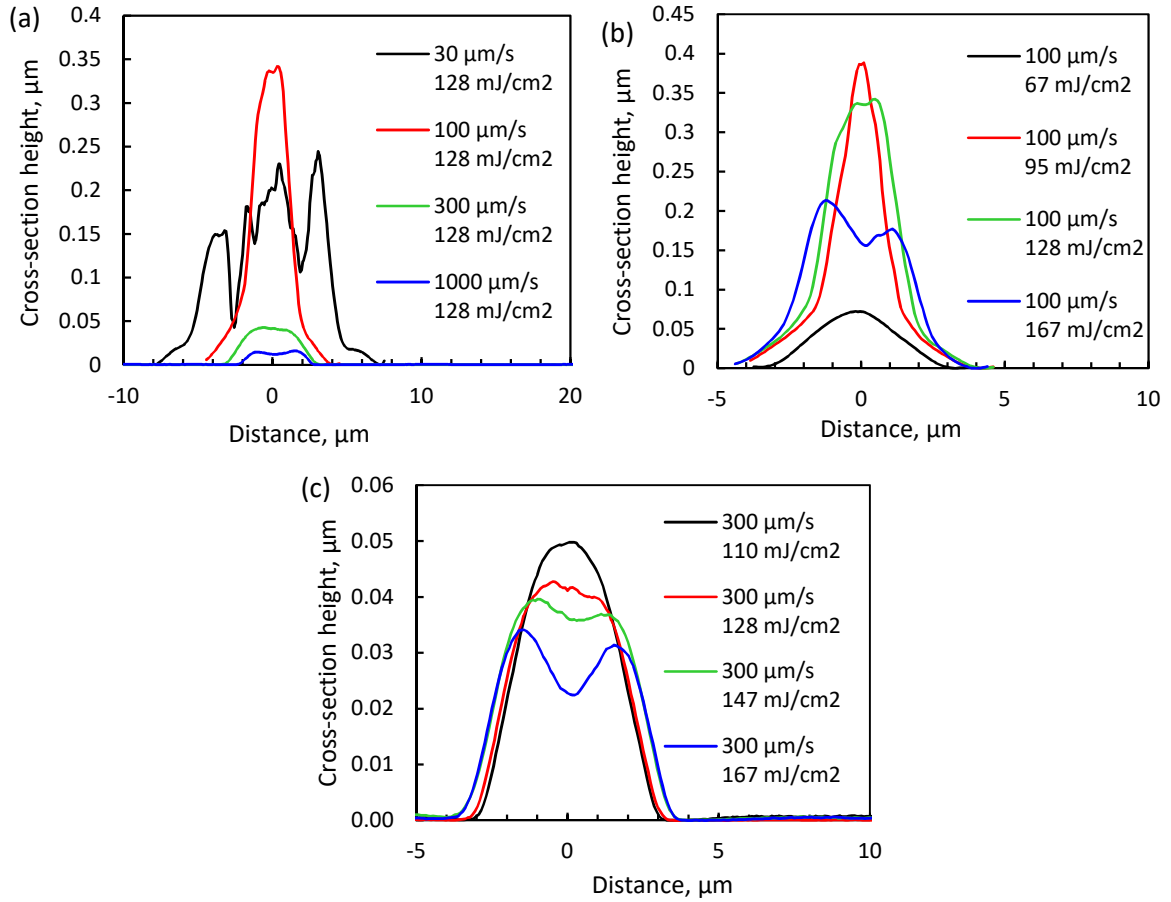 (a)
0.4
0.35
0.3
0.25
0.2
0.15
0.1
0.05
0
Cross-section height, µm
30 µm/s
128 mJ/cm2
100 µm/s
128 mJ/cm2
300 µm/s
128 mJ/cm2
1000 µm/s
128 mJ/cm2
-10
0
10
20
Distance, µm
(b)
0.45
0.4
0.35
0.3
0.25
0.2
0.15
0.1
0.05
0
Cross-section height, µm
100 µm/s
67 mJ/cm2
100 µm/s
95 mJ/cm2
100 µm/s
128 mJ/cm2
100 µm/s
167 mJ/cm2
-5
0
5
10
Distance, µm
(c)
0.06
0.05
0.04
0.03
0.02
0.01
0.00
Cross-section height, µm
300 µm/s
110 mJ/cm2
300 µm/s
128 mJ/cm2
300 µm/s
147 mJ/cm2
300 µm/s
167 mJ/cm2
-5
0
5
10
Distance, µm